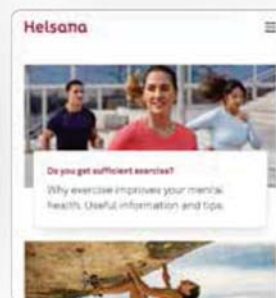 Helsana
Do you get sufficient exercise?
Why exercise improves your mental
health. Useful information and tips.